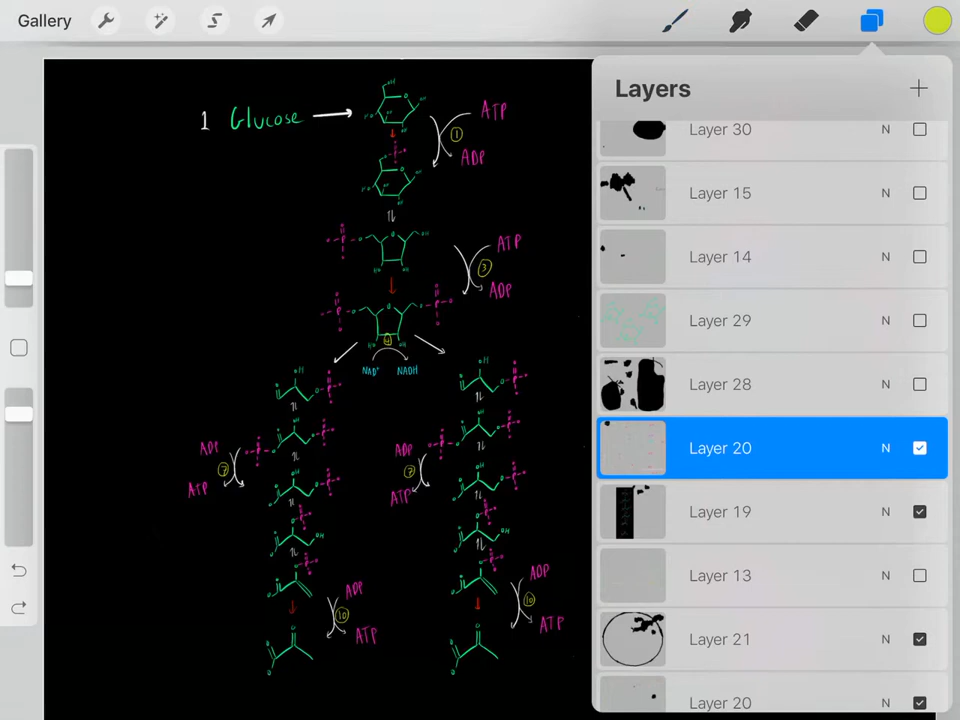 Gallery
Layers
Layer 30 N
Layer 15 N
Layer 14 N
Layer 29 N
Layer 28 N
Layer 20 N
Layer 19 N
Layer 13 N
Layer 21 N
Layer 20 N
1 Glucose
ATP
1
ADP
ATP
3
ADP
4
NAD+ NADH
ADP
7
ATP
ADP
7
ATP
ADP
10
ATP
ADP
10
ATP